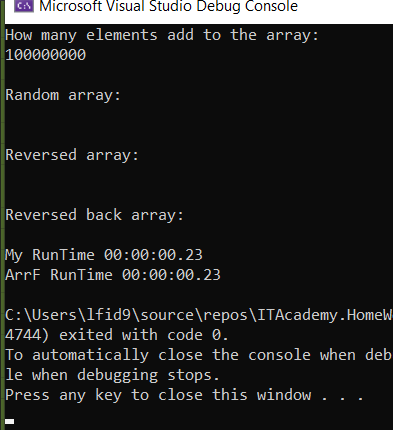 Microsoft Visual Studio Debug Console
How many elements add to the array:
100000000
Random array:
Reversed array:
Reversed back array:
My RunTime 00:00:00.23
ArrF RunTime 00:00:00.23
C:\Users\lfid9\source\repos\ITAcademy.HomeW
4744) exited with code 0.
To automatically close the console when deb
le when debugging stops.
Press any key to close this window . . .